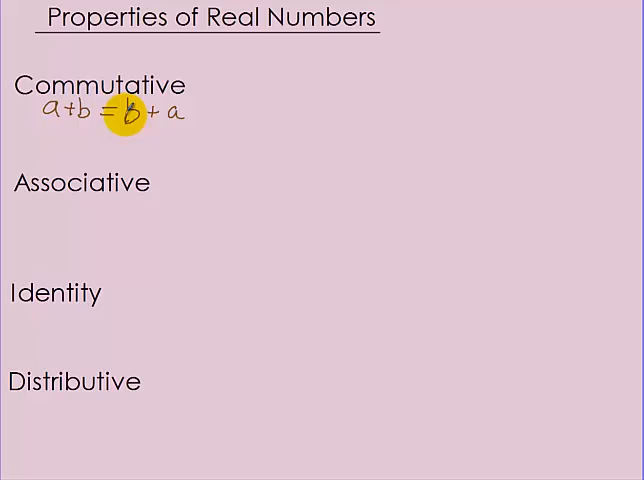 Properties of Real Numbers
Commutative
a+b = b + a
Associative
Identity
Distributive